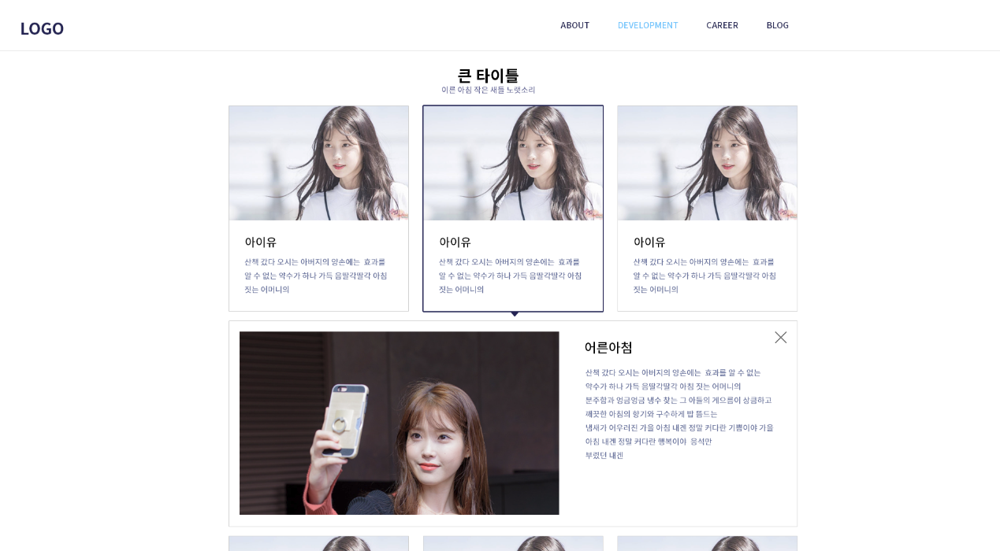 LOGO
ABOUT
DEVELOPMENT
CAREER
BLOG
큰 타이틀
이른 아침 작은 새들 노랫소리
아이유
산책 갔다 오시는 아버지의 양손에는 효과를
알 수 없는 약수가 하나 가득 음딸각딸각 아침
짓는 어머니의
아이유
산책 갔다 오시는 아버지의 양손에는 효과를
알 수 없는 약수가 하나 가득 음딸각딸각 아침
짓는 어머니의
아이유
산책 갔다 오시는 아버지의 양손에는 효과를
알 수 없는 약수가 하나 가득 음딸각딸각 아침
짓는 어머니의
어른아첨
산책 갔다 오시는 아버지의 양손에는 효과를 알 수 없는
약수가 하나 가득 음딸각딸각 아침 짓는 어머니의
분주함과 엉금엉금 냉수 찾는 그 아들의 게으름이 상큼하고
깨끗한 아침의 향기와 구수하게 밥 뜸드는
냄새가 어우러진 가을 아침 내겐 정말 커다란 기쁨이야 가을
아침 내겐 정말 커다란 행복이야 응석만
부렸던 내겐